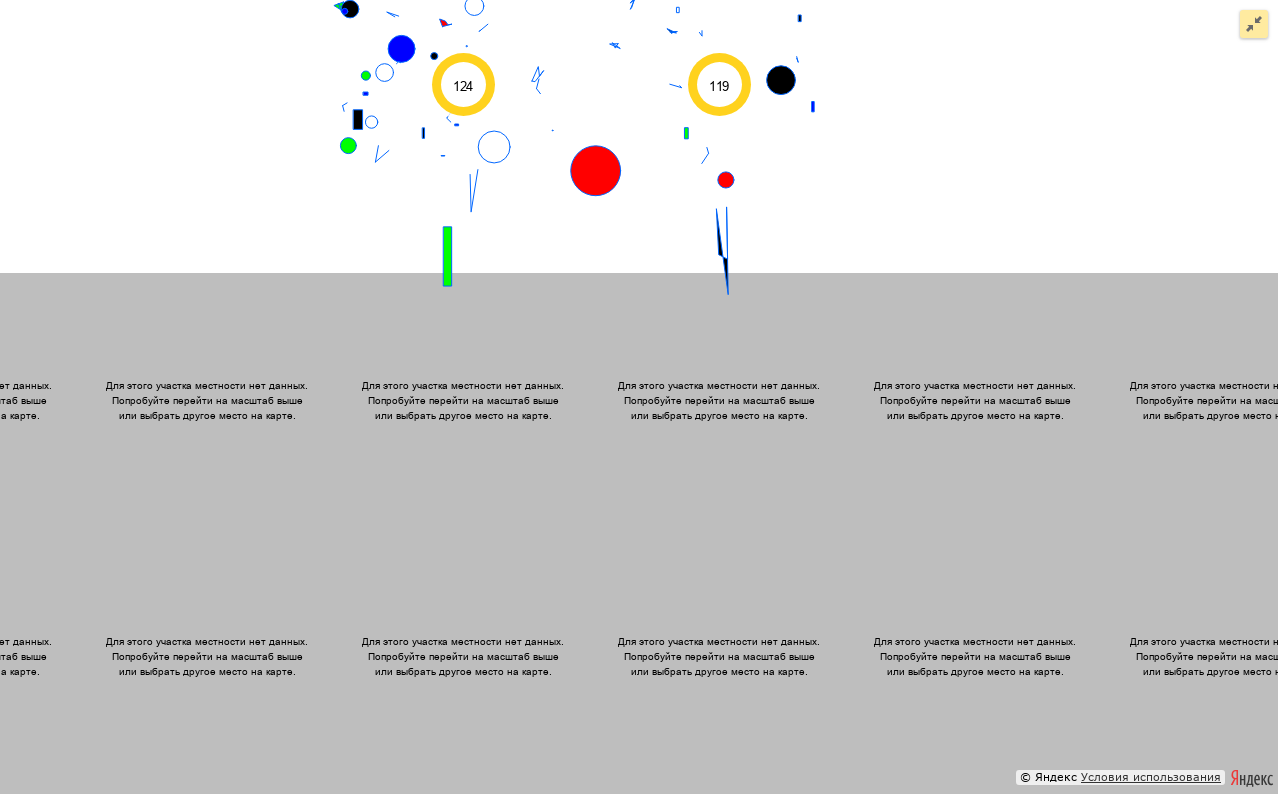 124
119
ет данных.
таб выше
а карте.
Для этого участка местности нет данных.
Попробуйте перейти на масштаб выше
или выбрать другое место на карте.
Для этого участка местности нет данных.
Попробуйте перейти на масштаб выше
или выбрать другое место на карте.
Для этого участка местности нет данных.
Попробуйте перейти на масштаб выше
или выбрать другое место на карте.
Для этого участка местности нет данных.
Попробуйте перейти на масштаб выше
или выбрать другое место на карте.
Для этого участка местности н
Попробуйте перейти на масш
или выбрать другое место н
ет данных.
таб выше
а карте.
Для этого участка местности нет данных.
Попробуйте перейти на масштаб выше
или выбрать другое место на карте.
Для этого участка местности нет данных.
Попробуйте перейти на масштаб выше
или выбрать другое место на карте.
Для этого участка местности нет данных.
Попробуйте перейти на масштаб выше
или выбрать другое место на карте.
Для этого участка местности нет данных.
Попробуйте перейти на масштаб выше
или выбрать другое место на карте.
Для этого участка местности н
Попробуйте перейти на масш
или выбрать другое место н
© Яндекс Условия использования
Яндекс